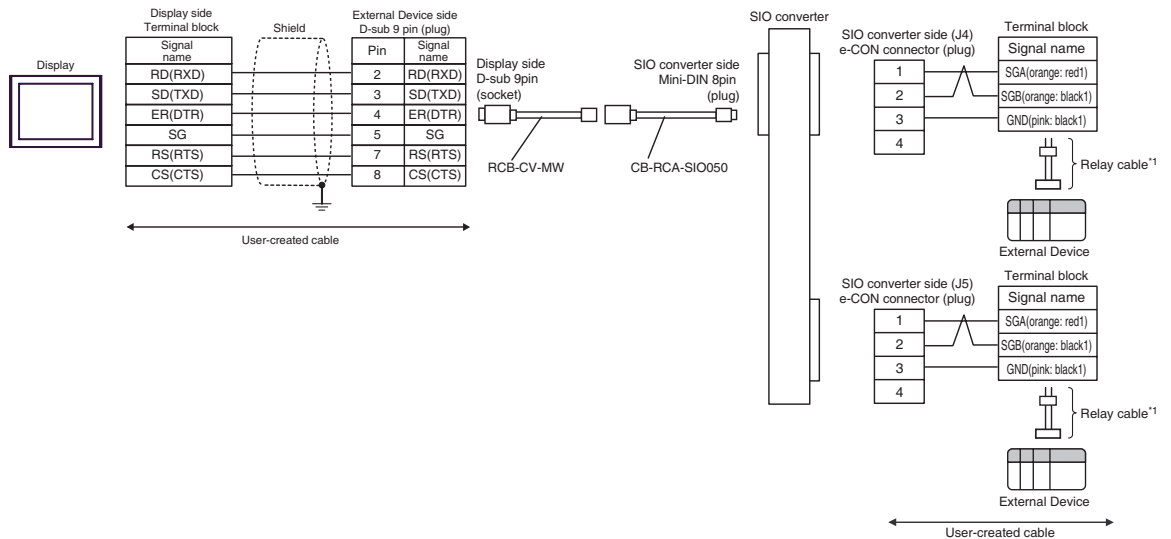 Display
Display side
Terminal block
Shield
External Device side
D-sub 9 pin (plug)
Signal
name
Pin
Signal
name
RD(RXD)
2
RD(RXD)
SD(TXD)
3
SD(TXD)
ER(DTR)
4
ER(DTR)
SG
5
SG
RS(RTS)
7
RS(RTS)
CS(CTS)
8
CS(CTS)
User-created cable
Display side
D-sub 9pin
(socket)
RCB-CV-MW
SIO converter side
Mini-DIN 8pin
(plug)
CB-RCA-SIO050
SIO converter
SIO converter side (J4)
e-CON connector (plug)
1
2
3
4
Terminal block
Signal name
SGA(orange: red1)
SGB(orange: black1)
GND(pink: black1)
Relay cable*1
External Device
SIO converter side (J5)
e-CON connector (plug)
1
2
3
4
Terminal block
Signal name
SGA(orange: red1)
SGB(orange: black1)
GND(pink: black1)
Relay cable*1
External Device
User-created cable